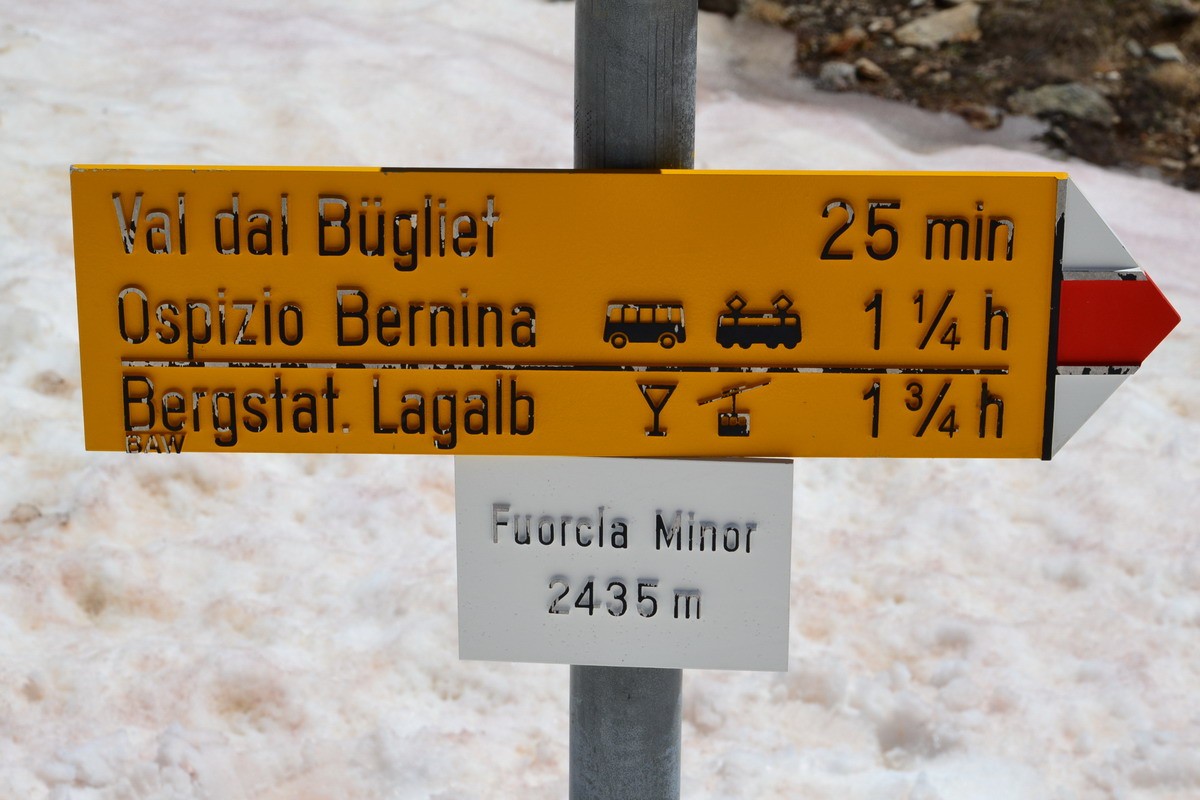 Val dal Bügliet 25 min
Ospizio Bernina 1 ¼ h
Bergstat. Lagalb 1 ¾ h
BAW
Fuorcla Minor
2435 m